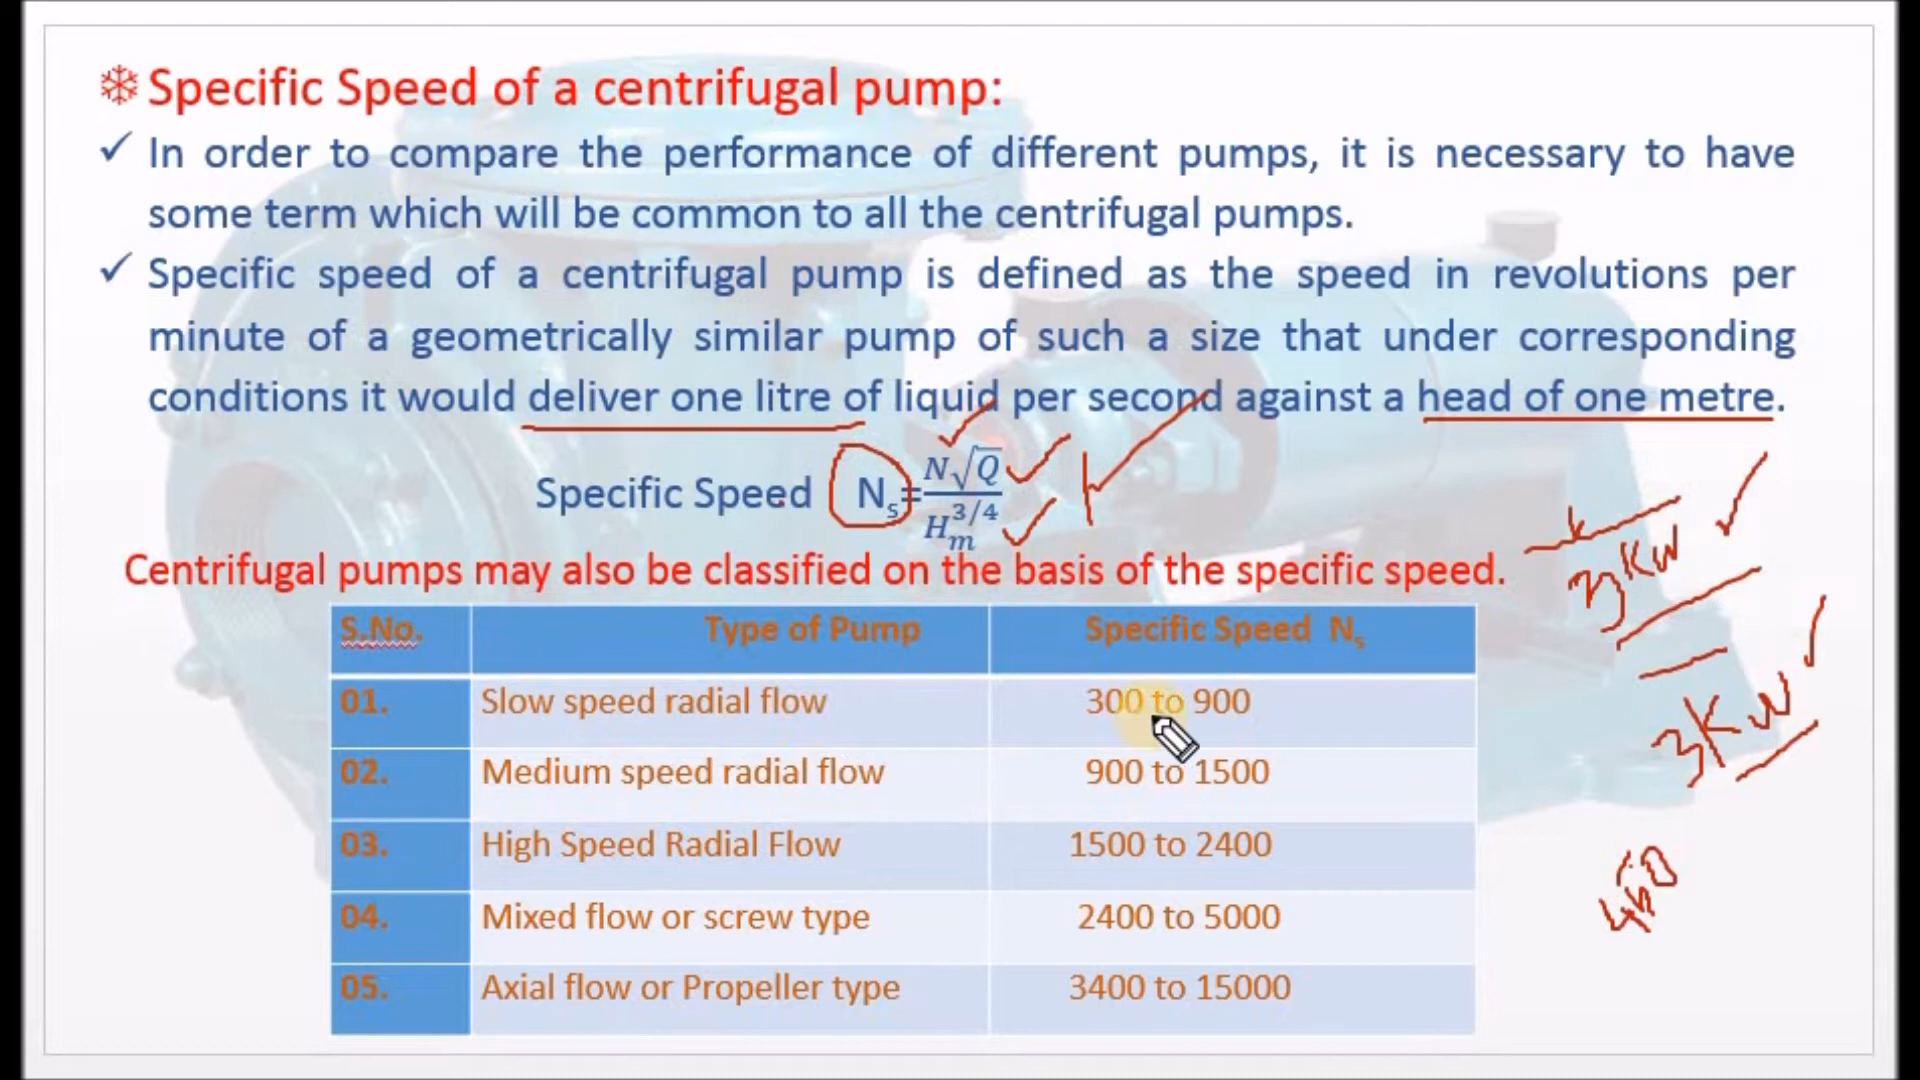 Specific Speed of a centrifugal pump:
✓ In order to compare the performance of different pumps, it is necessary to have
some term which will be common to all the centrifugal pumps.
✓ Specific speed of a centrifugal pump is defined as the speed in revolutions per
minute of a geometrically similar pump of such a size that under corresponding
conditions it would deliver one litre of liquid per second against a head of one metre.
Specific Speed N_s = N√Q / H_m^{3/4}
Centrifugal pumps may also be classified on the basis of the specific speed.
S.No. Type of Pump Specific Speed N_s
01. Slow speed radial flow 300 to 900
02. Medium speed radial flow 900 to 1500
03. High Speed Radial Flow 1500 to 2400
04. Mixed flow or screw type 2400 to 5000
05. Axial flow or Propeller type 3400 to 15000
3KW
3KW